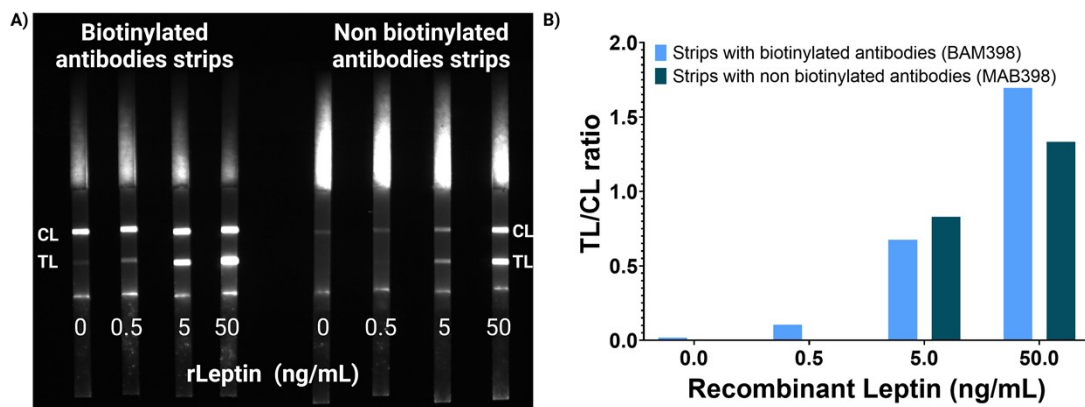 A)
Biotinylated
antibodies strips
Non biotinylated
antibodies strips
CL
CL
TL
TL
0 0.5 5 50
0 0.5 5 50
rLeptin (ng/mL)
B)
Strips with biotinylated antibodies (BAM398)
Strips with non biotinylated antibodies (MAB398)
TL/CL ratio
2.0
1.5
1.0
0.5
0.0
0.0 0.5 5.0 50.0
Recombinant Leptin (ng/mL)